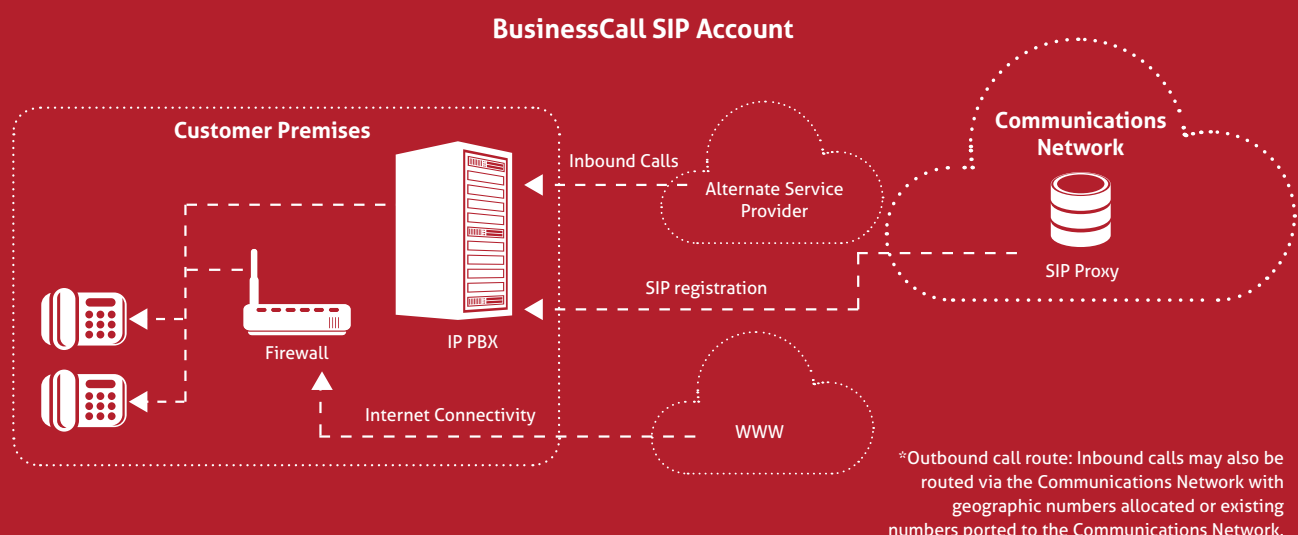 BusinessCall SIP Account
Customer Premises
Communications
Network
Inbound Calls
Alternate Service
Provider
SIP Proxy
SIP registration
IP PBX
Firewall
Internet Connectivity
WWW
*Outbound call route: Inbound calls may also be
routed via the Communications Network with
geographic numbers allocated or existing
numbers ported to the Communications Network.